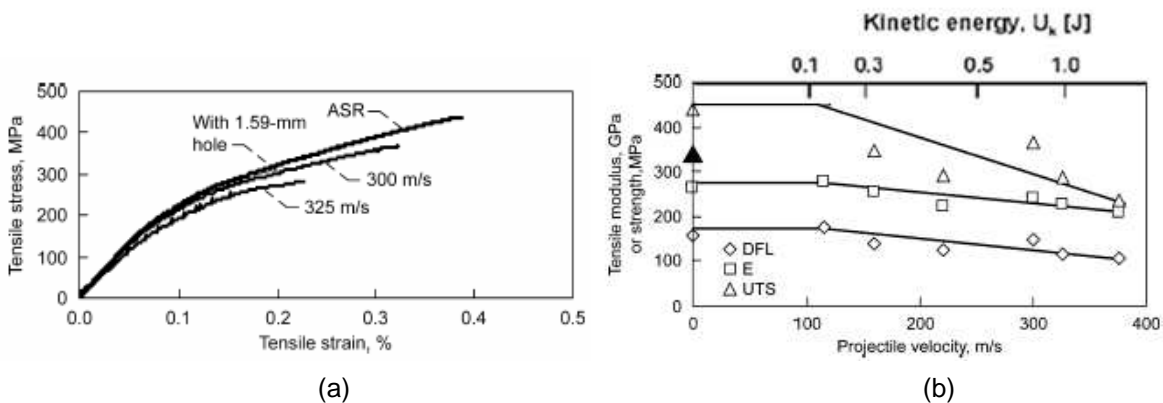 Kinetic energy, Uk [J]
0.1 0.3 0.5 1.0
500
400
300
200
100
0
Tensile stress, MPa
ASR
With 1.59-mm
hole
300 m/s
325 m/s
0.0 0.1 0.2 0.3 0.4 0.5
Tensile strain, %
(a)
500
400
300
200
100
0
Tensile modulus, GPa
or strength,MPa
DFL
E
UTS
0 100 200 300 400
Projectile velocity, m/s
(b)